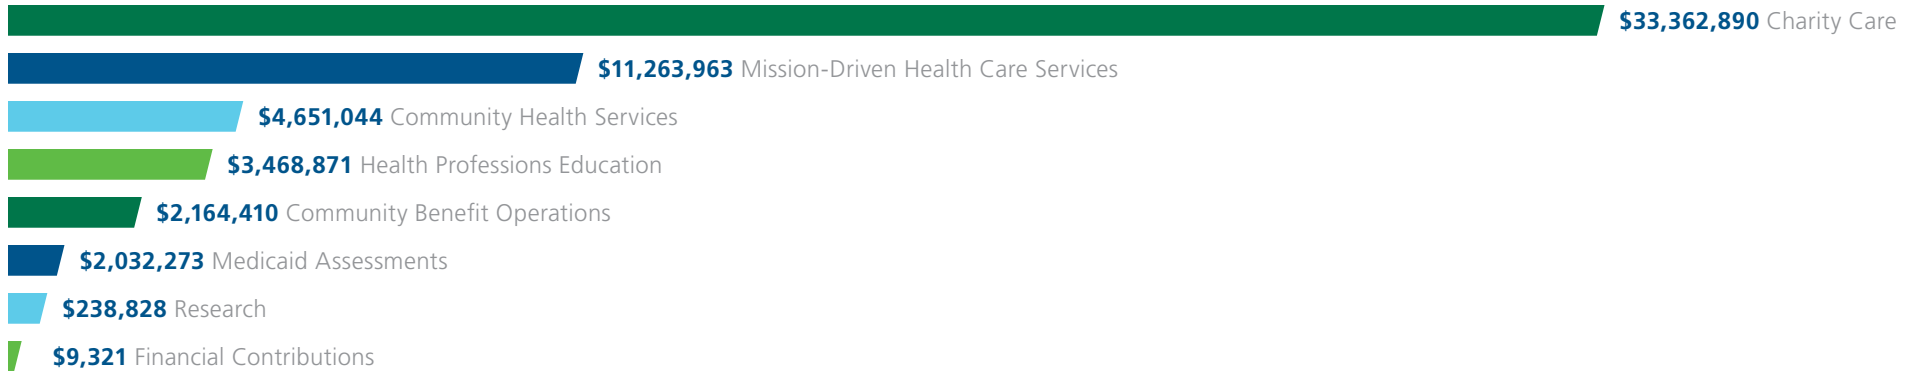 $33,362,890 Charity Care
$11,263,963 Mission-Driven Health Care Services
$4,651,044 Community Health Services
$3,468,871 Health Professions Education
$2,164,410 Community Benefit Operations
$2,032,273 Medicaid Assessments
$238,828 Research
$9,321 Financial Contributions